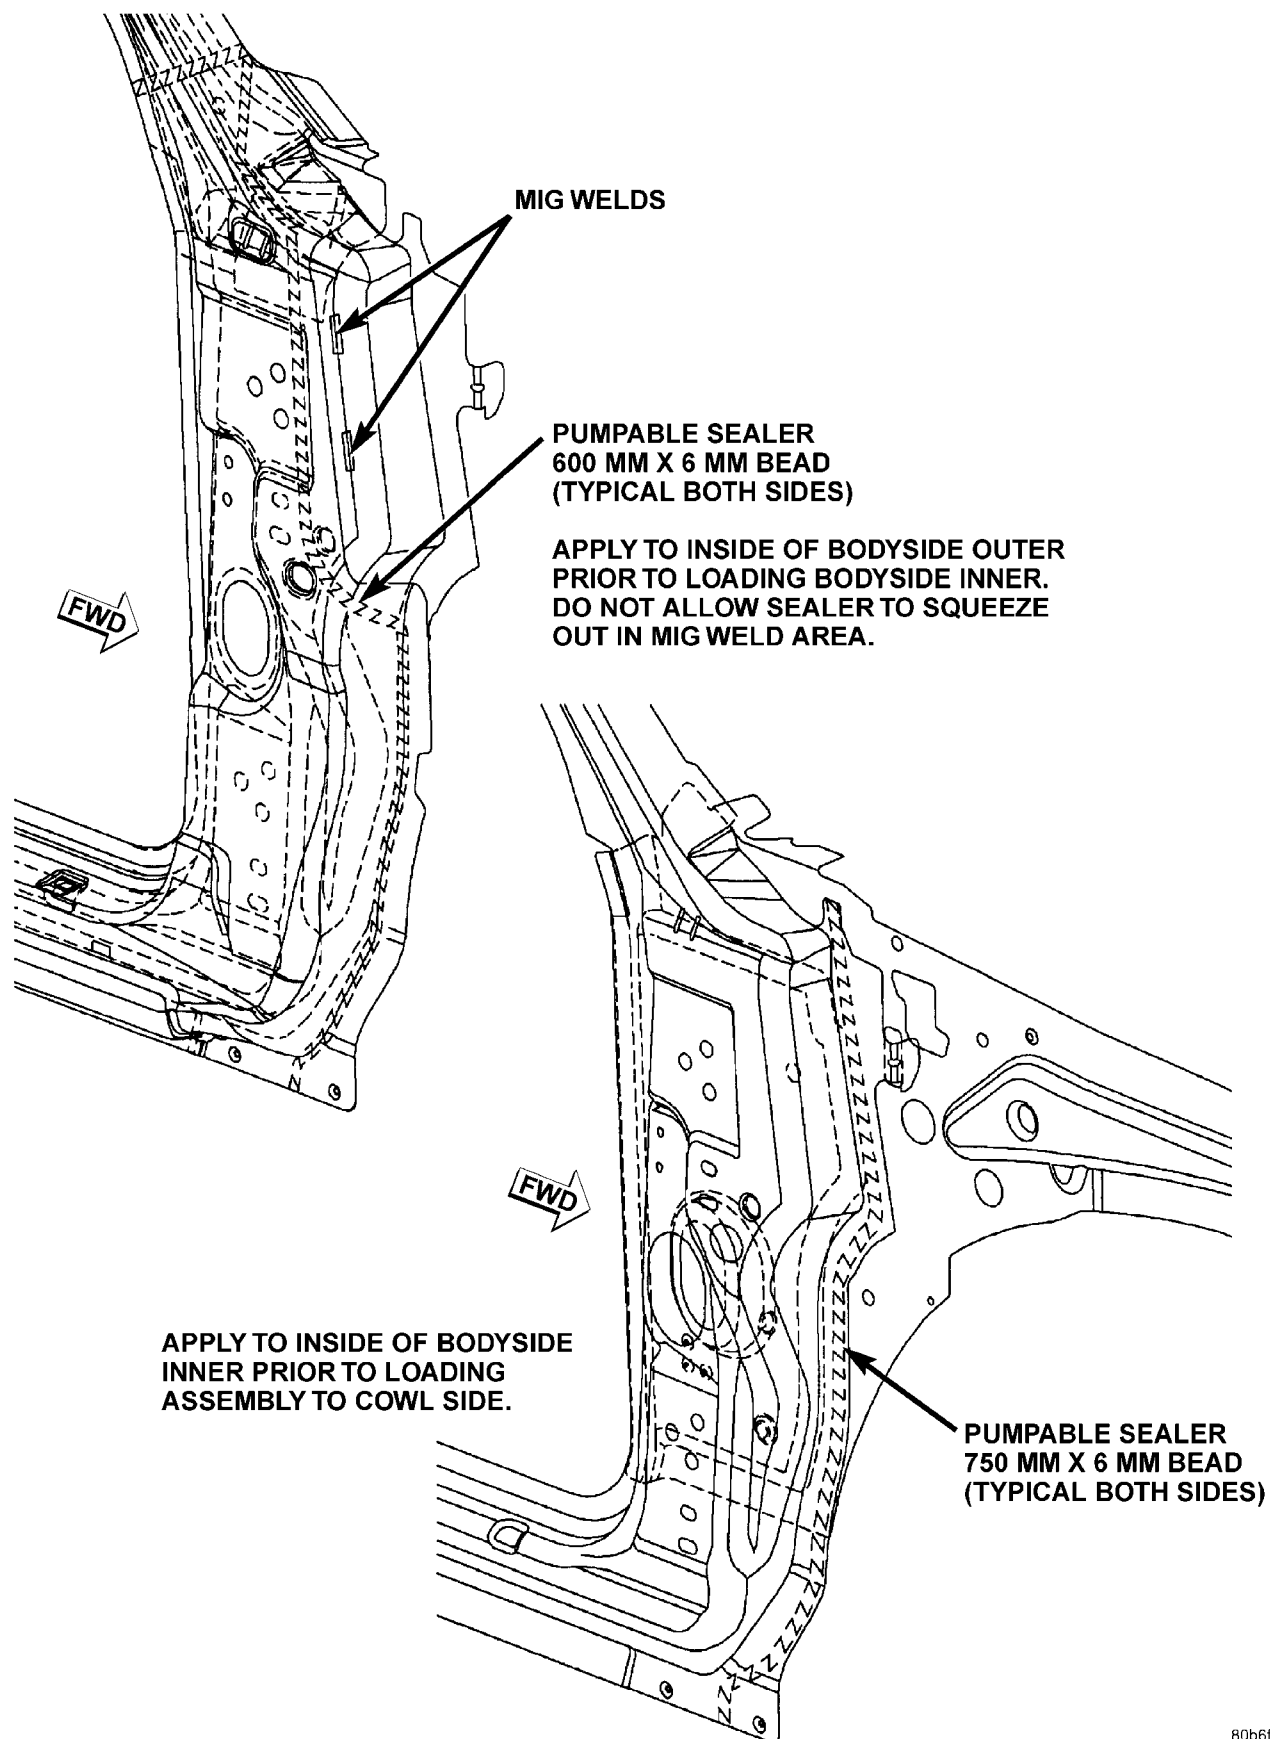 MIG WELDS
PUMPABLE SEALER
600 MM X 6 MM BEAD
(TYPICAL BOTH SIDES)
APPLY TO INSIDE OF BODYSIDE OUTER
PRIOR TO LOADING BODYSIDE INNER.
DO NOT ALLOW SEALER TO SQUEEZE
OUT IN MIG WELD AREA.
FWD
FWD
APPLY TO INSIDE OF BODYSIDE
INNER PRIOR TO LOADING
ASSEMBLY TO COWL SIDE.
PUMPABLE SEALER
750 MM X 6 MM BEAD
(TYPICAL BOTH SIDES)